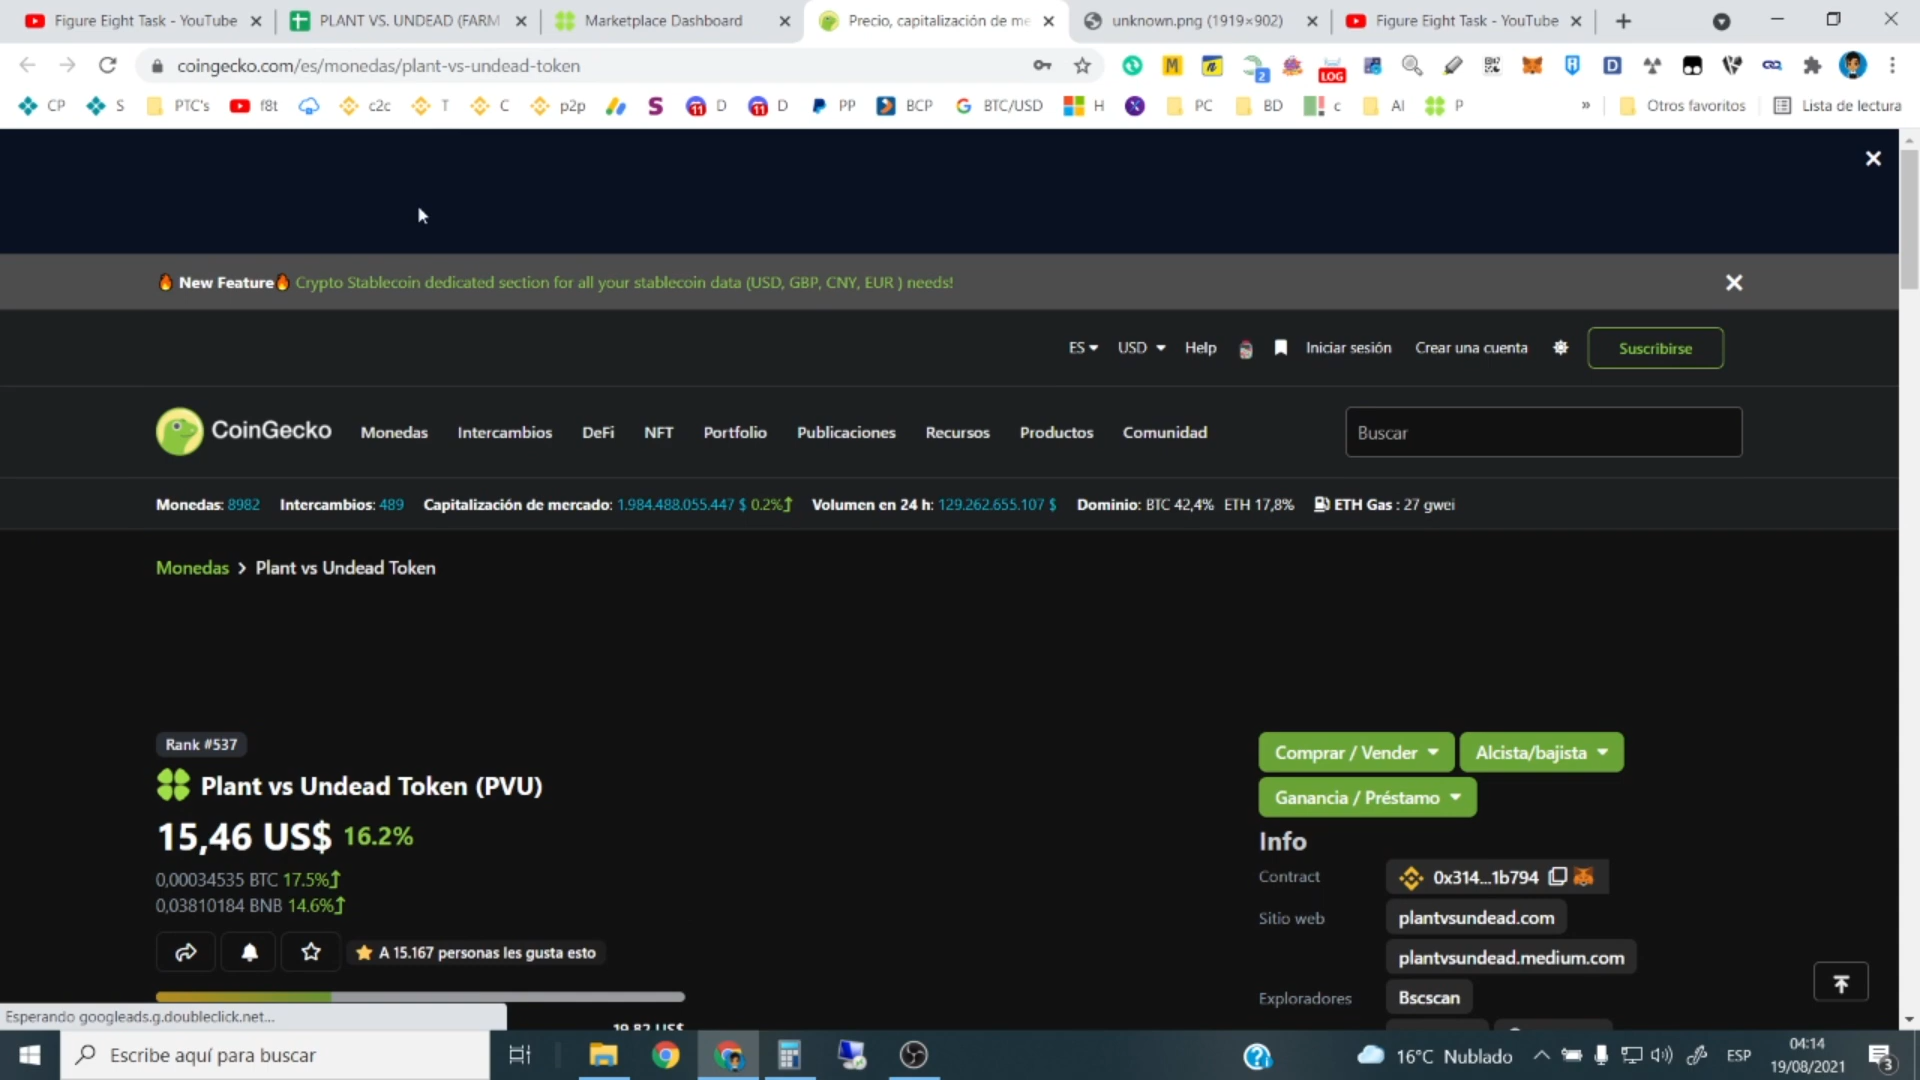 Figure Eight Task - YouTube
PLANT VS. UNDEAD (FARM
Marketplace Dashboard
Precio, capitalización de me
unknown.png (1919×902)
Figure Eight Task - YouTube
coingecko.com/es/monedas/plant-vs-undead-token
2
LOG
CP
S
PTC's
f8t
c2c
T
C
p2p
S
11 D
11 D
PP
BCP
BTC/USD
H
PC
BD
c
AI
P
»
Otros favoritos
Lista de lectura
New Feature Crypto Stablecoin dedicated section for all your stablecoin data (USD, GBP, CNY, EUR ) needs!
ES
USD
Help
Iniciar sesión
Crear una cuenta
Suscribirse
CoinGecko
Monedas
Intercambios
DeFi
NFT
Portfolio
Publicaciones
Recursos
Productos
Comunidad
Buscar
Monedas: 8982 Intercambios: 489 Capitalización de mercado: 1.984.488.055.447 $ 0.2% Volumen en 24 h: 129.262.655.107 $ Dominio: BTC 42,4% ETH 17,8% ETH Gas : 27 gwei
Monedas > Plant vs Undead Token
Rank #537
Plant vs Undead Token (PVU)
15,46 US$ 16.2%
0,00034535 BTC 17.5%
0,03810184 BNB 14.6%
A 15.167 personas les gusta esto
Comprar / Vender
Alcista/bajista
Ganancia / Préstamo
Info
Contract
0x314...1b794
Sitio web
plantvsundead.com
plantvsundead.medium.com
Exploradores
Bscscan
19,82 US$
Esperando googleads.g.doubleclick.net...
Escribe aquí para buscar
16°C Nublado
ESP
04:14
19/08/2021
3